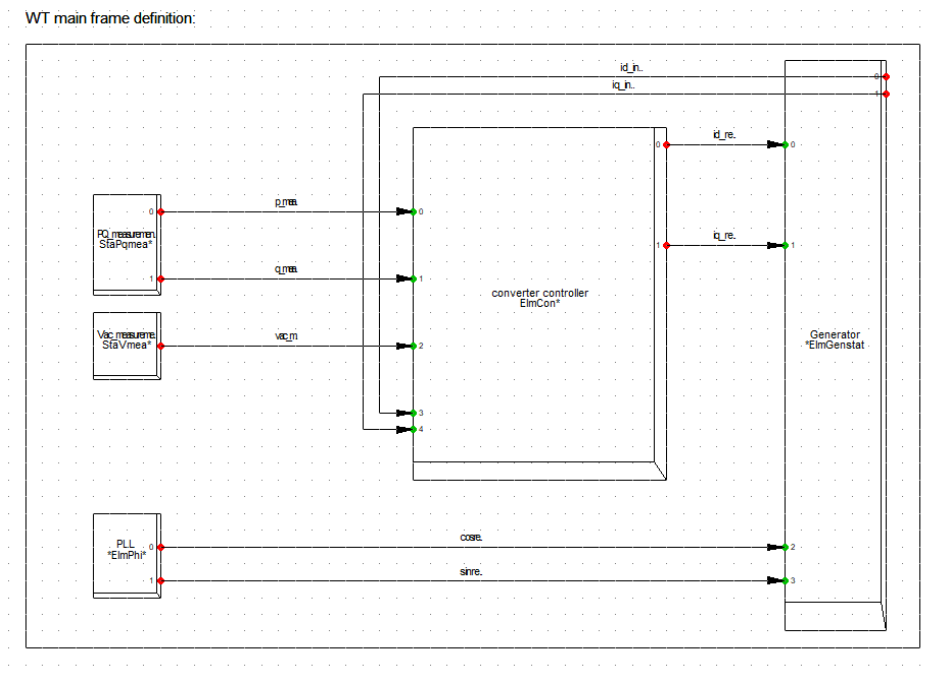 WT main frame definition:
id_in..
iq_in..
0
1
id_re..
0
0
p_mea..
0
0
PQ_measuremen..
StaPqmea*
iq_re..
1
1
q_mea..
1
1
converter controller
ElmCon*
Vac_measureme..
StaVmea*
vac_m..
0
2
Generator
*ElmGenstat
3
4
PLL
*ElmPhi*
0
cosre..
2
1
sinre..
3